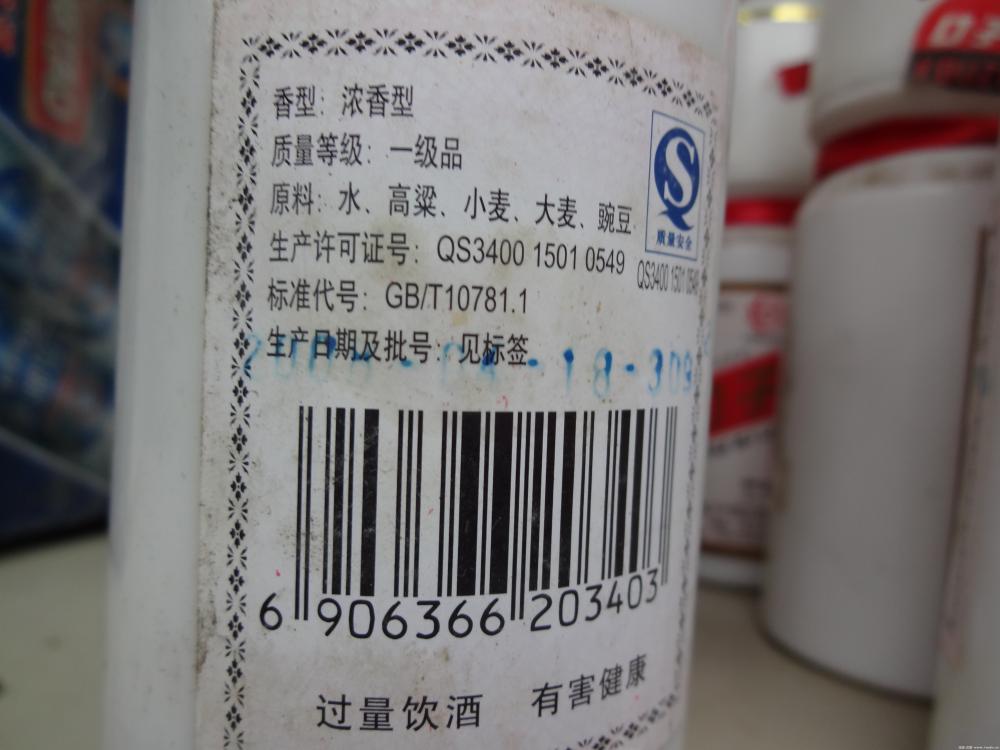 香型：浓香型
质量等级：一级品
原料：水、高粱、小麦、大麦、豌豆
生产许可证号：QS3400 1501 0549
质量安全
QS3400 1501 0549
标准代号：GB/T10781.1
生产日期及批号：见标签
04-18-309
6 906366 203403
过量饮酒 有害健康